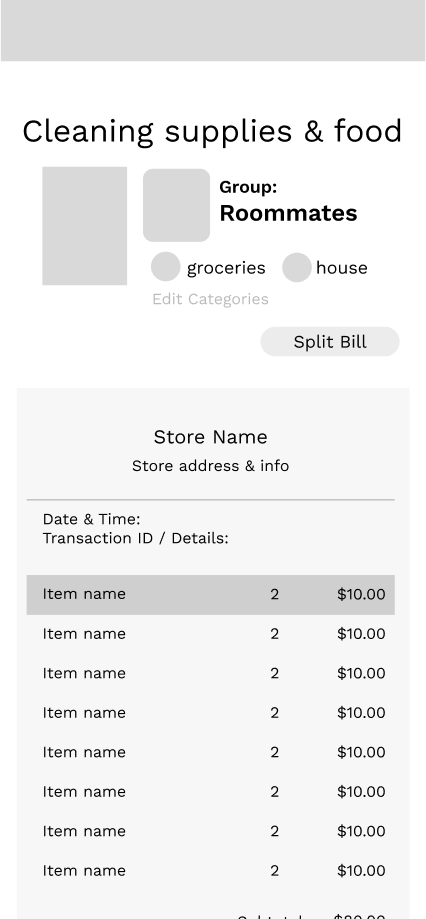 Cleaning supplies & food
Group:
Roommates
groceries house
Edit Categories
Split Bill
Store Name
Store address & info
Date & Time:
Transaction ID / Details:
Item name 2 $10.00
Item name 2 $10.00
Item name 2 $10.00
Item name 2 $10.00
Item name 2 $10.00
Item name 2 $10.00
Item name 2 $10.00
Item name 2 $10.00